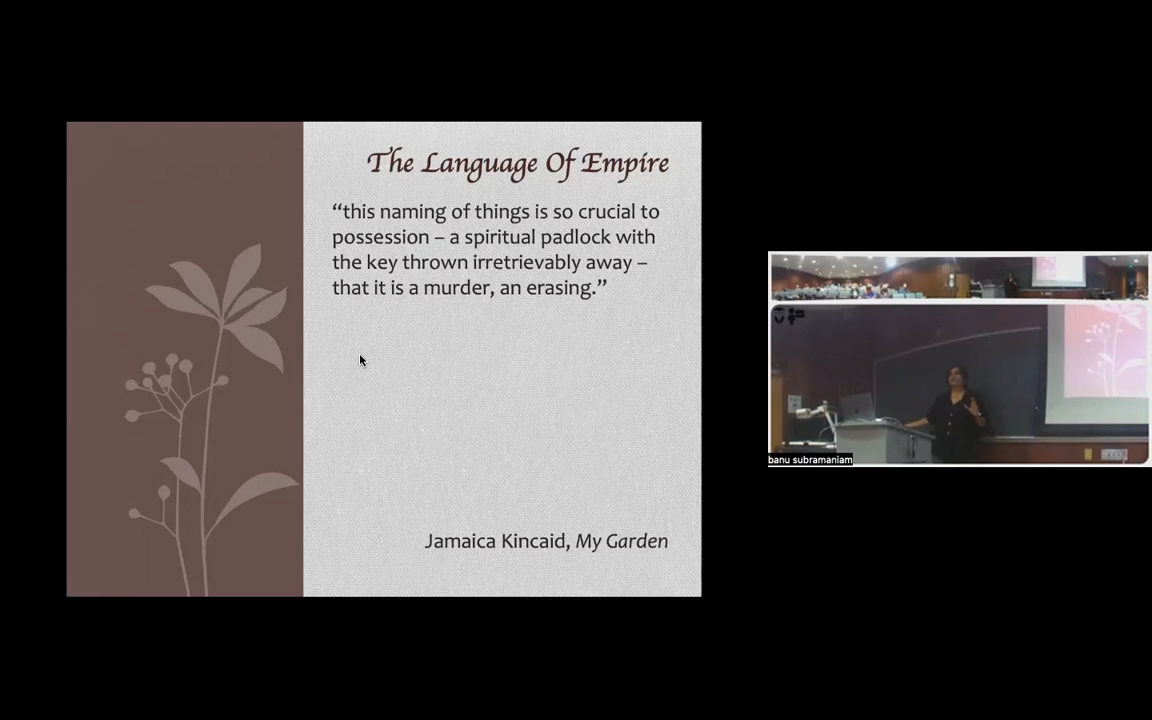 The Language Of Empire
“this naming of things is so crucial to
possession – a spiritual padlock with
the key thrown irretrievably away –
that it is a murder, an erasing.”
Jamaica Kincaid, My Garden
banu subramaniam